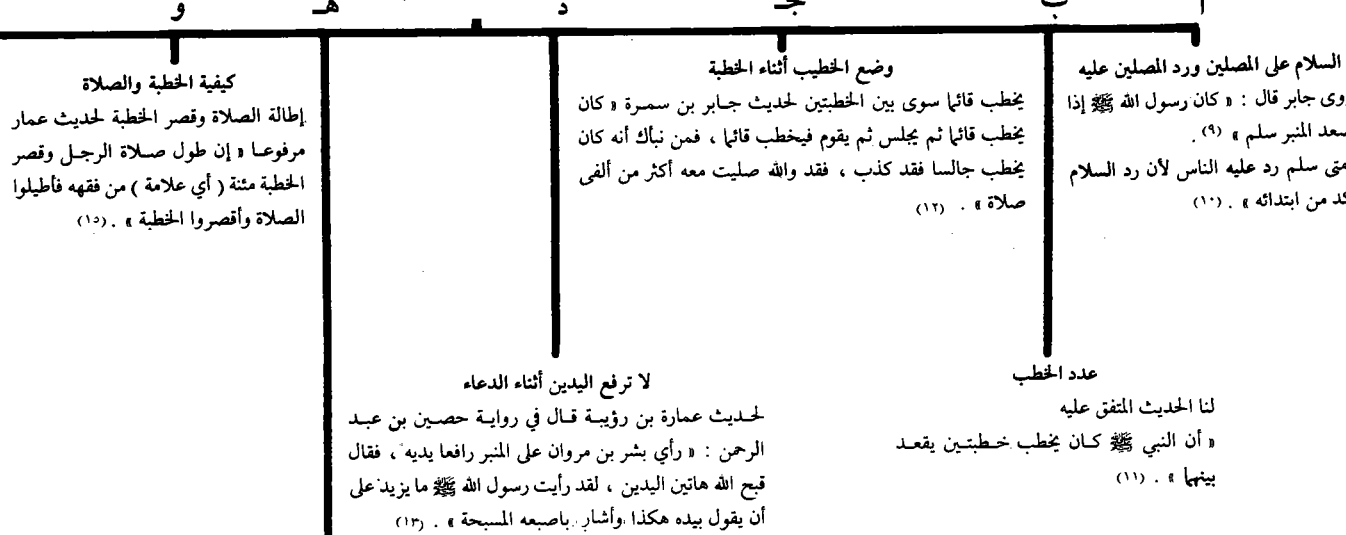 أ
ب
جـ
د
هـ
و
السلام على المصلين ورد المصلين عليه
وى جابر قال : « كان رسول الله ﷺ إذا
سعد المنبر سلم » (٩) .
متى سلم رد عليه الناس لأن رد السلام
كد من ابتدائه » . (١٠)
عدد الخطب
لنا الحديث المتفق عليه
« أن النبي ﷺ كان يخطب خطبتين يقعد
بينهما » . (١١)
وضع الخطيب أثناء الخطبة
يخطب قائما سوى بين الخطبتين لحديث جابر بن سمرة « كان
يخطب قائما ثم يجلس ثم يقوم فيخطب قائما ، فمن نبأك أنه كان
يخطب جالسا فقد كذب ، فقد والله صليت معه أكثر من ألفى
صلاة » . (١٢)
لا ترفع اليدين أثناء الدعاء
لحديث عمارة بن رؤيبة قال في رواية حصين بن عبد
الرحمن : « رأي بشر بن مروان على المنبر رافعا يديه ، فقال
قبح الله هاتين اليدين ، لقد رأيت رسول الله ﷺ ما يزيد على
أن يقول بيده هكذا وأشار باصبعه المسبحة » . (١٣)
كيفية الخطبة والصلاة
إطالة الصلاة وقصر الخطبة لحديث عمار
مرفوعا « إن طول صلاة الرجل وقصر
الخطبة مئنة ( أي علامة ) من فقهه فأطيلوا
الصلاة وأقصروا الخطبة » . (١٥)